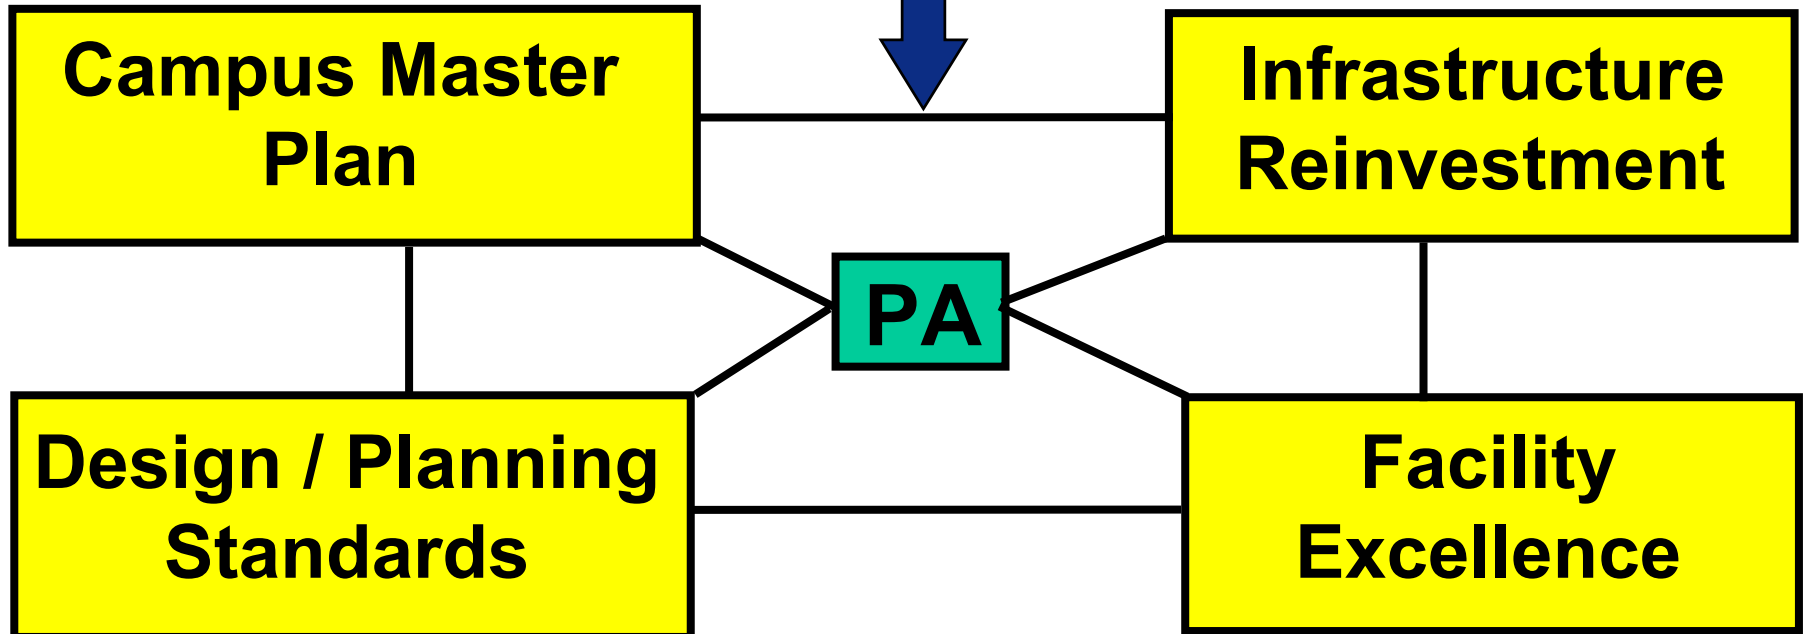 Campus Master
Plan
Infrastructure
Reinvestment
PA
Design / Planning
Standards
Facility
Excellence